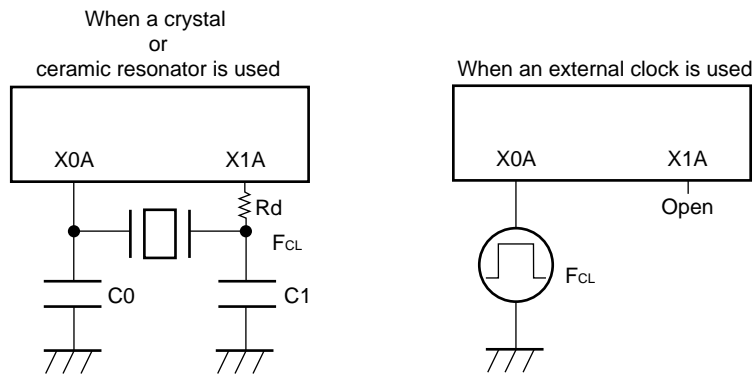 When a crystal
or
ceramic resonator is used
X0A
X1A
Rd
FCL
C0
C1
When an external clock is used
X0A
X1A
Open
FCL